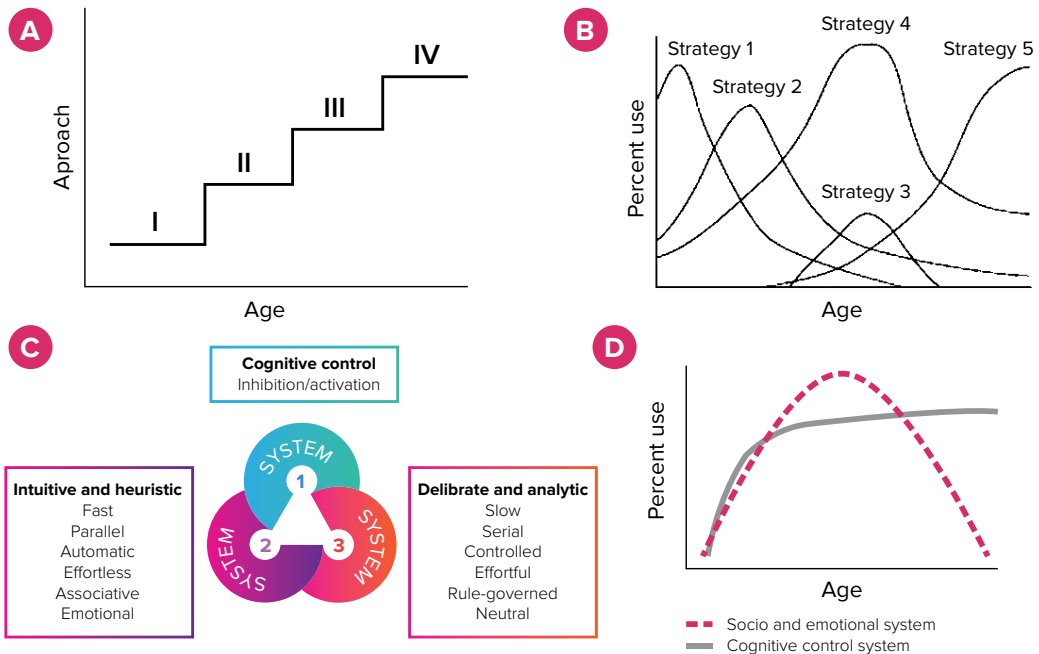 A
Aproach
I
II
III
IV
Age
B
Percent use
Strategy 1
Strategy 2
Strategy 3
Strategy 4
Strategy 5
Age
C
Cognitive control
Inhibition/activation
SYSTEM
1
SYSTEM
2
SYSTEM
3
Intuitive and heuristic
Fast
Parallel
Automatic
Effortless
Associative
Emotional
Delibrate and analytic
Slow
Serial
Controlled
Effortful
Rule-governed
Neutral
D
Percent use
Age
Socio and emotional system
Cognitive control system